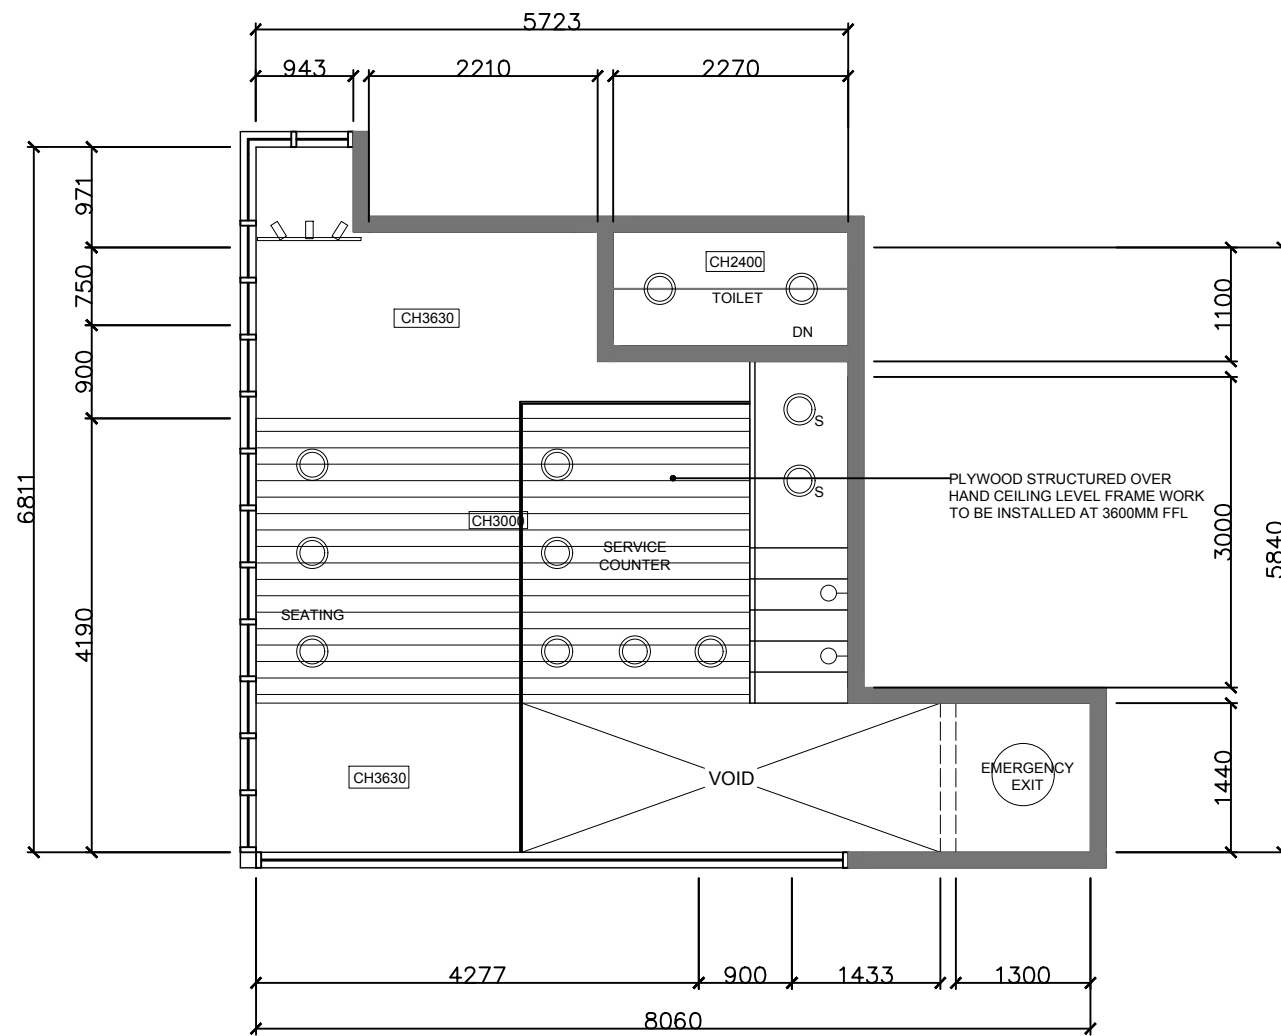 5723
943
2210
2270
971
750
900
4190
6811
CH2400
TOILET
DN
CH3630
1100
S
S
PLYWOOD STRUCTURED OVER
HAND CEILING LEVEL FRAME WORK
TO BE INSTALLED AT 3600MM FFL
CH3000
SERVICE
COUNTER
SEATING
3000
5840
CH3630
VOID
EMERGENCY
EXIT
1440
4277
900
1433
1300
8060